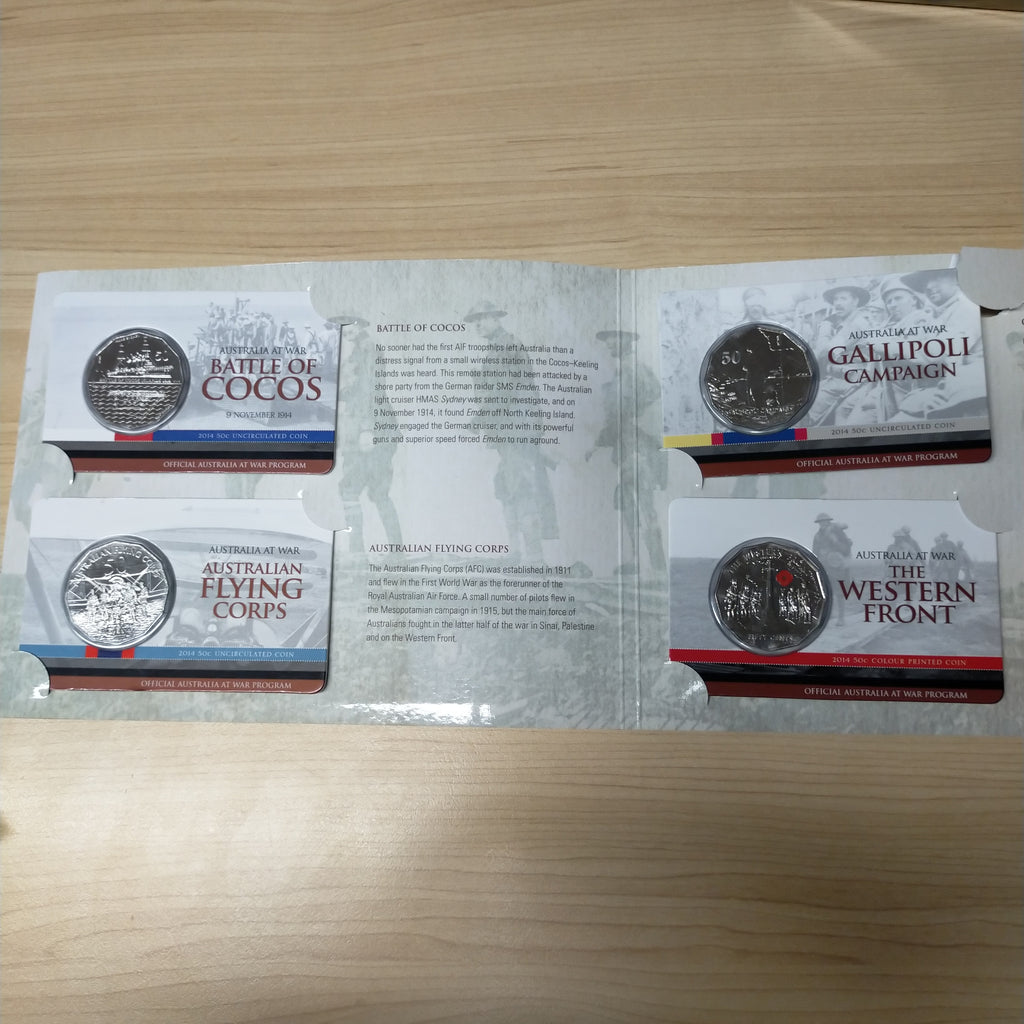 AUSTRALIA AT WAR
BATTLE OF
COCOS
9 NOVEMBER 1914
2014 50c UNCIRCULATED COIN
OFFICIAL AUSTRALIA AT WAR PROGRAM
BATTLE OF COCOS
No sooner had the first AIF troopships left Australia than a
distress signal from a small wireless station in the Cocos–Keeling
Islands was heard. This remote station had been attacked by a
shore party from the German raider SMS Emden. The Australian
light cruiser HMAS Sydney was sent to investigate, and on
9 November 1914, it found Emden off North Keeling Island.
Sydney engaged the German cruiser, and with its powerful
guns and superior speed forced Emden to run aground.
AUSTRALIAN FLYING CORPS
50
AUSTRALIA AT WAR
AUSTRALIAN
FLYING
CORPS
2014 50c UNCIRCULATED COIN
OFFICIAL AUSTRALIA AT WAR PROGRAM
AUSTRALIAN FLYING CORPS
The Australian Flying Corps (AFC) was established in 1911
and flew in the First World War as the forerunner of the
Royal Australian Air Force. A small number of pilots flew in
the Mesopotamian campaign in 1915, but the main force of
Australians fought in the latter half of the war in Sinai, Palestine
and on the Western Front.
50
AUSTRALIA AT WAR
GALLIPOLI
CAMPAIGN
2014 50c UNCIRCULATED COIN
OFFICIAL AUSTRALIA AT WAR PROGRAM
FIFTY CENTS
AUSTRALIA AT WAR
THE
WESTERN
FRONT
2014 50c COLOUR PRINTED COIN
OFFICIAL AUSTRALIA AT WAR PROGRAM